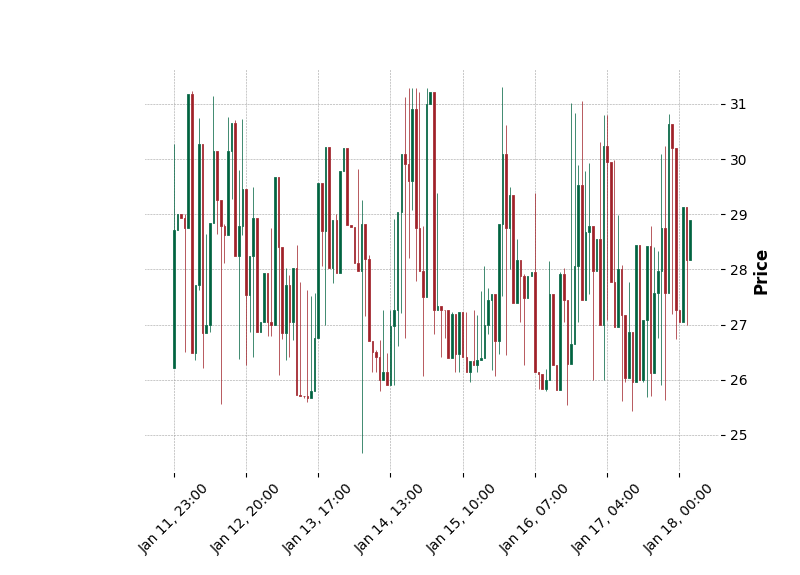 31
30
29
28
27
26
25
Price
Jan 11, 23:00
Jan 12, 20:00
Jan 13, 17:00
Jan 14, 13:00
Jan 15, 10:00
Jan 16, 07:00
Jan 17, 04:00
Jan 18, 00:00